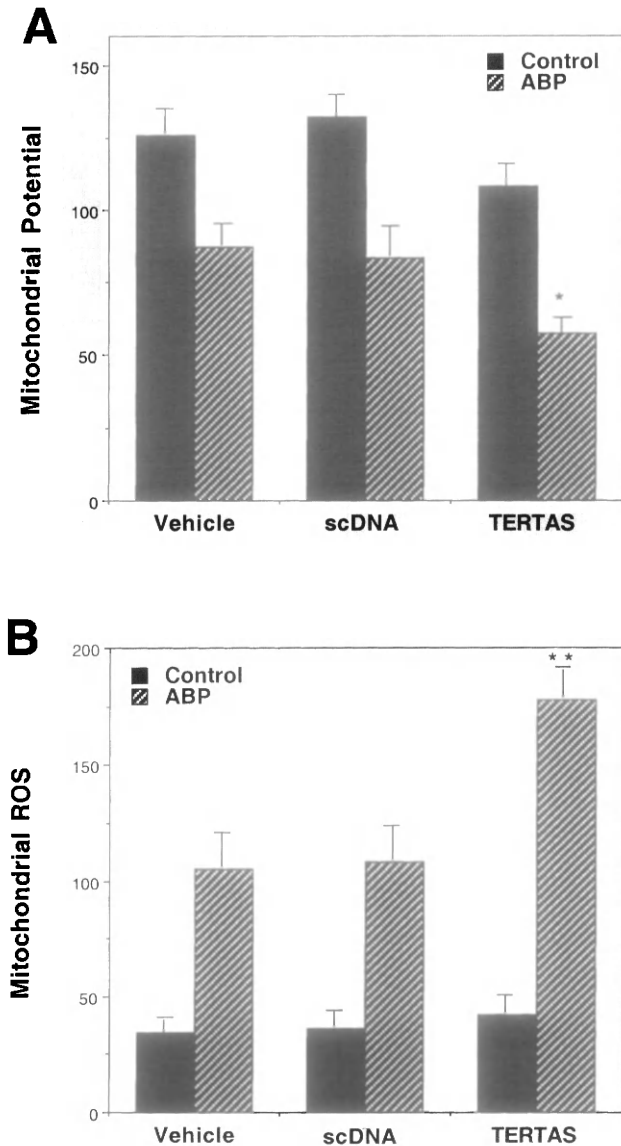 A
Mitochondrial Potential
150
100
50
0
Control
ABP
*
Vehicle scDNA TERTAS
B
Mitochondrial ROS
200
150
100
50
0
Control
ABP
* *
Vehicle scDNA TERTAS